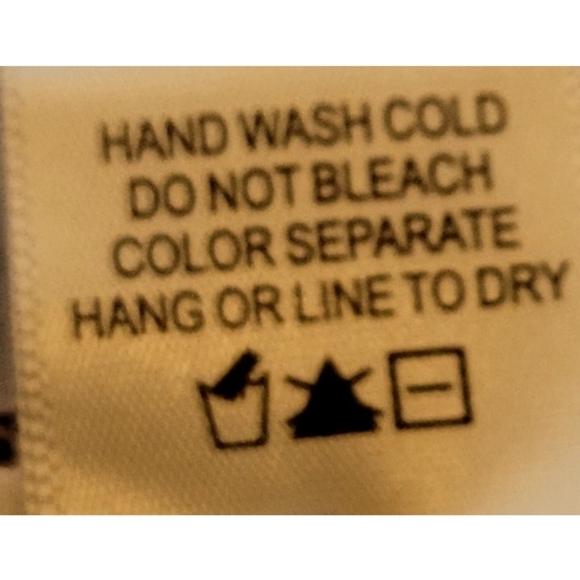 HAND WASH COLD
DO NOT BLEACH
COLOR SEPARATE
HANG OR LINE TO DRY